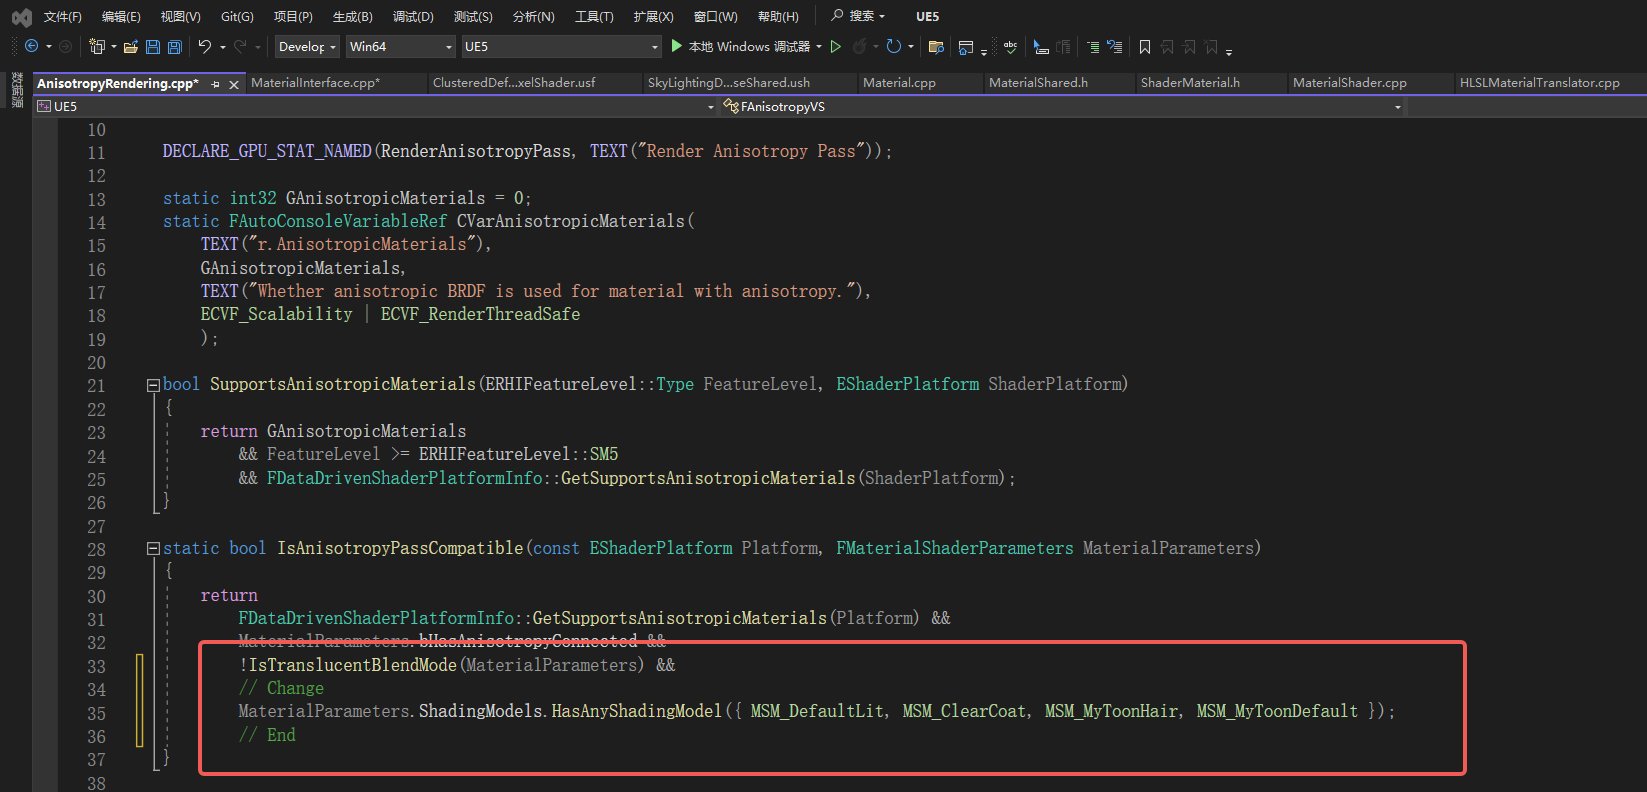 文件(F) 编辑(E) 视图(V) Git(G) 项目(P) 生成(B) 调试(D) 测试(S) 分析(N) 工具(T) 扩展(X) 窗口(W) 帮助(H) 搜索 UE5
Develop Win64 UE5 本地 Windows 调试器
数据源
AnisotropyRendering.cpp* MaterialInterface.cpp* ClusteredDef...xelShader.usf SkyLightingD...seShared.ush Material.cpp MaterialShared.h ShaderMaterial.h MaterialShader.cpp HLSLMaterialTranslator.cpp
UE5 FAnisotropyVS
10
11 DECLARE_GPU_STAT_NAMED(RenderAnisotropyPass, TEXT("Render Anisotropy Pass"));
12
13 static int32 GAnisotropicMaterials = 0;
14 static FAutoConsoleVariableRef CVarAnisotropicMaterials(
15 TEXT("r.AnisotropicMaterials"),
16 GAnisotropicMaterials,
17 TEXT("Whether anisotropic BRDF is used for material with anisotropy."),
18 ECVF_Scalability | ECVF_RenderThreadSafe
19 );
20
21 bool SupportsAnisotropicMaterials(ERHIFeatureLevel::Type FeatureLevel, EShaderPlatform ShaderPlatform)
22 {
23 return GAnisotropicMaterials
24 && FeatureLevel >= ERHIFeatureLevel::SM5
25 && FDataDrivenShaderPlatformInfo::GetSupportsAnisotropicMaterials(ShaderPlatform);
26 }
27
28 static bool IsAnisotropyPassCompatible(const EShaderPlatform Platform, FMaterialShaderParameters MaterialParameters)
29 {
30 return
31 FDataDrivenShaderPlatformInfo::GetSupportsAnisotropicMaterials(Platform) &&
32 MaterialParameters.bHasAnisotropyConnected &&
33 !IsTranslucentBlendMode(MaterialParameters) &&
34 // Change
35 MaterialParameters.ShadingModels.HasAnyShadingModel({ MSM_DefaultLit, MSM_ClearCoat, MSM_MyToonHair, MSM_MyToonDefault });
36 // End
37 }
38